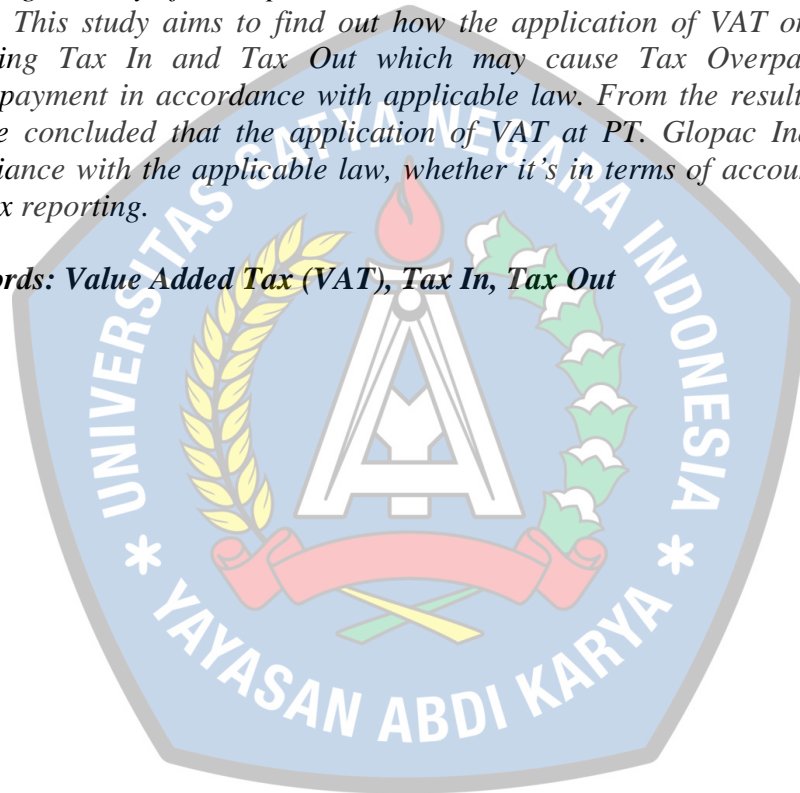 This study aims to find out how the application of VAT on
ing Tax In and Tax Out which may cause Tax Overpa
payment in accordance with applicable law. From the result
e concluded that the application of VAT at PT. Glopac Ind
iance with the applicable law, whether it's in terms of accour
x reporting.
ords: Value Added Tax (VAT), Tax In, Tax Out
UNIVERSITAS SATYA NEGARA INDONESIA
YAYASAN ABDI KARYA